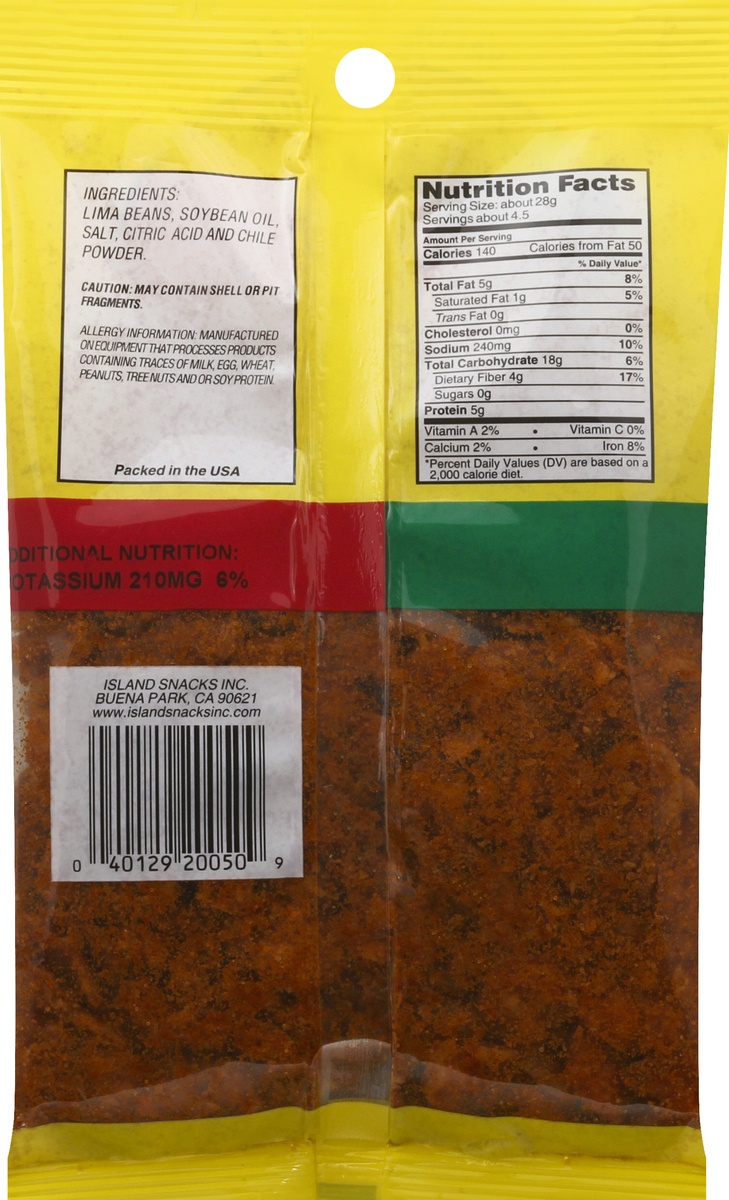 INGREDIENTS:
LIMA BEANS, SOYBEAN OIL,
SALT, CITRIC ACID AND CHILE
POWDER.
CAUTION: MAY CONTAIN SHELL OR PIT
FRAGMENTS.
ALLERGY INFORMATION: MANUFACTURED
ON EQUIPMENT THAT PROCESSES PRODUCTS
CONTAINING TRACES OF MILK, EGG, WHEAT,
PEANUTS, TREE NUTS AND OR SOY PROTEIN.
Packed in the USA
Nutrition Facts
Serving Size: about 28g
Servings about 4.5
Amount Per Serving
Calories 140 Calories from Fat 50
% Daily Value*
Total Fat 5g 8%
Saturated Fat 1g 5%
Trans Fat 0g
Cholesterol 0mg 0%
Sodium 240mg 10%
Total Carbohydrate 18g 6%
Dietary Fiber 4g 17%
Sugars 0g
Protein 5g
Vitamin A 2% • Vitamin C 0%
Calcium 2% • Iron 8%
*Percent Daily Values (DV) are based on a
2,000 calorie diet.
DDITIONAL NUTRITION:
OTASSIUM 210MG 6%
ISLAND SNACKS INC.
BUENA PARK, CA 90621
www.islandsnacksinc.com
0 40129 20050 9